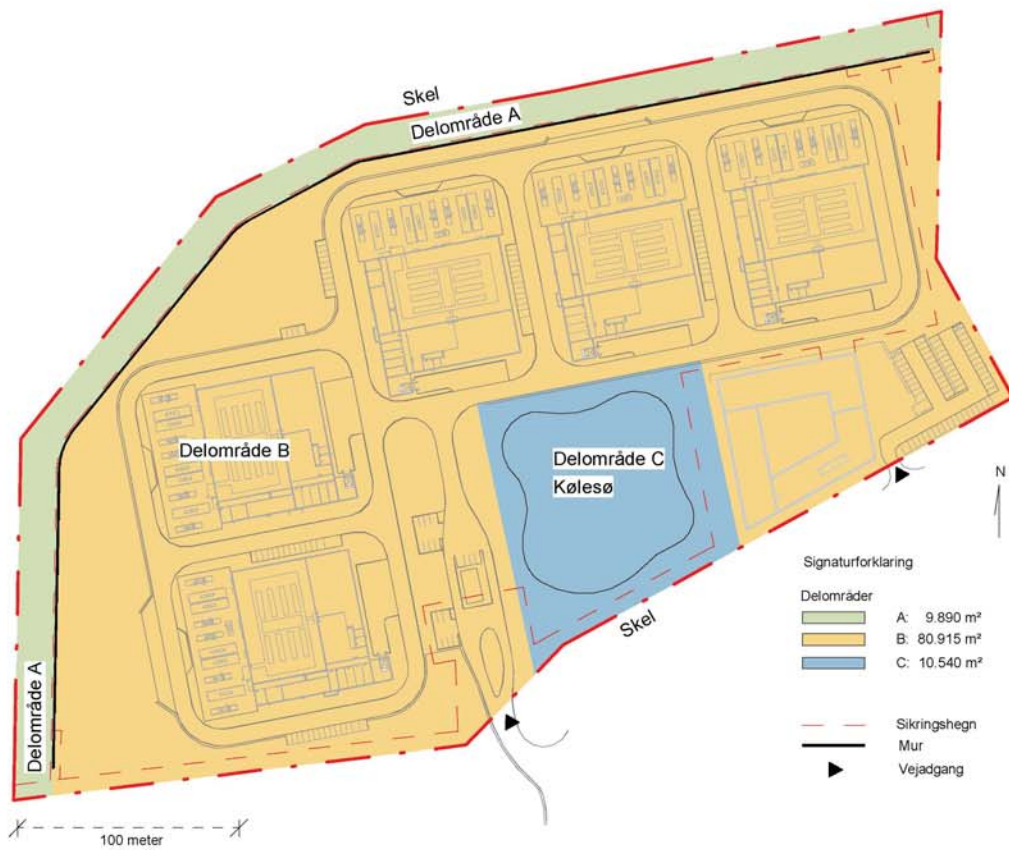 Skel
Delområde A
Delområde B
Delområde C
Kølesø
Skel
Delområde A
N
Signaturforklaring
Delområder
A: 9.890 m²
B: 80.915 m²
C: 10.540 m²
Sikringshegn
Mur
Vejadgang
100 meter